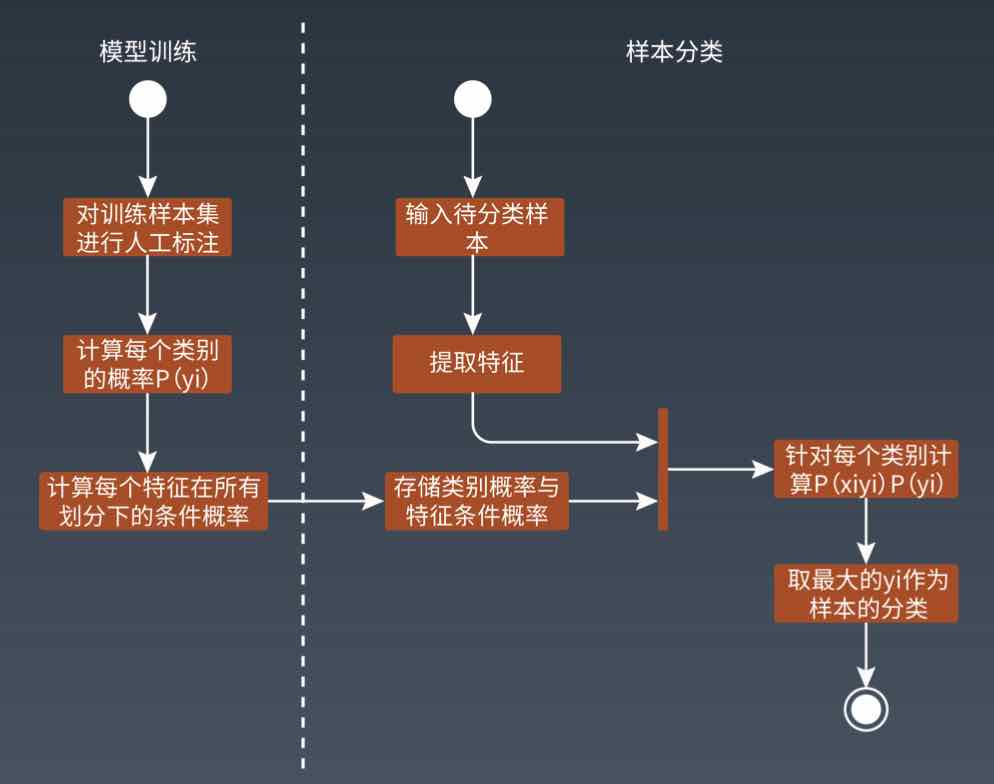 模型训练
样本分类
对训练样本集
进行人工标注
输入待分类样
本
计算每个类别
的概率P(yi)
提取特征
计算每个特征在所有
划分下的条件概率
存储类别概率与
特征条件概率
针对每个类别计
算P(xiyi)P(yi)
取最大的yi作为
样本的分类